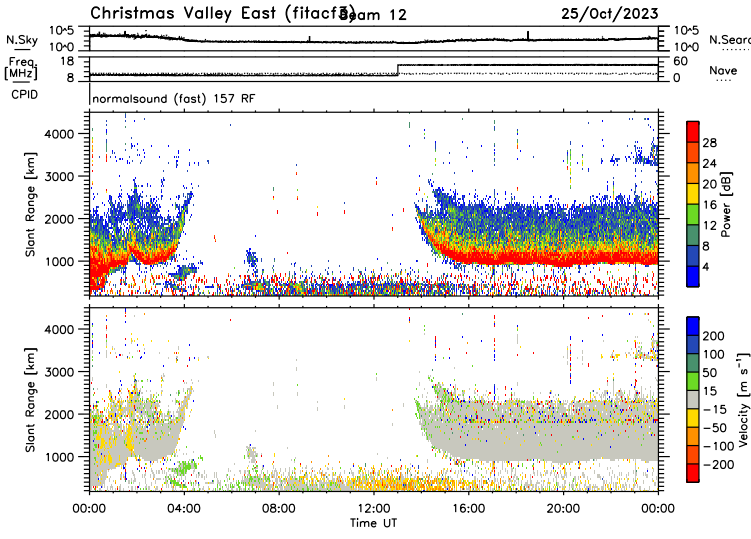 Christmas Valley East (fitacf3) Beam 12 25/Oct/2023
N.Sky 10^5 10^0 10^5 10^0 N.Searc
Freq. [MHz] 18 8 60 0 Nave
CPID normalsound (fast) 157 RF
Slant Range [km] 4000 3000 2000 1000
Power [dB] 28 24 20 16 12 8 4
Slant Range [km] 4000 3000 2000 1000
Velocity [m s⁻¹] 200 100 50 15 -15 -50 -100 -200
00:00 04:00 08:00 12:00 16:00 20:00 00:00
Time UT